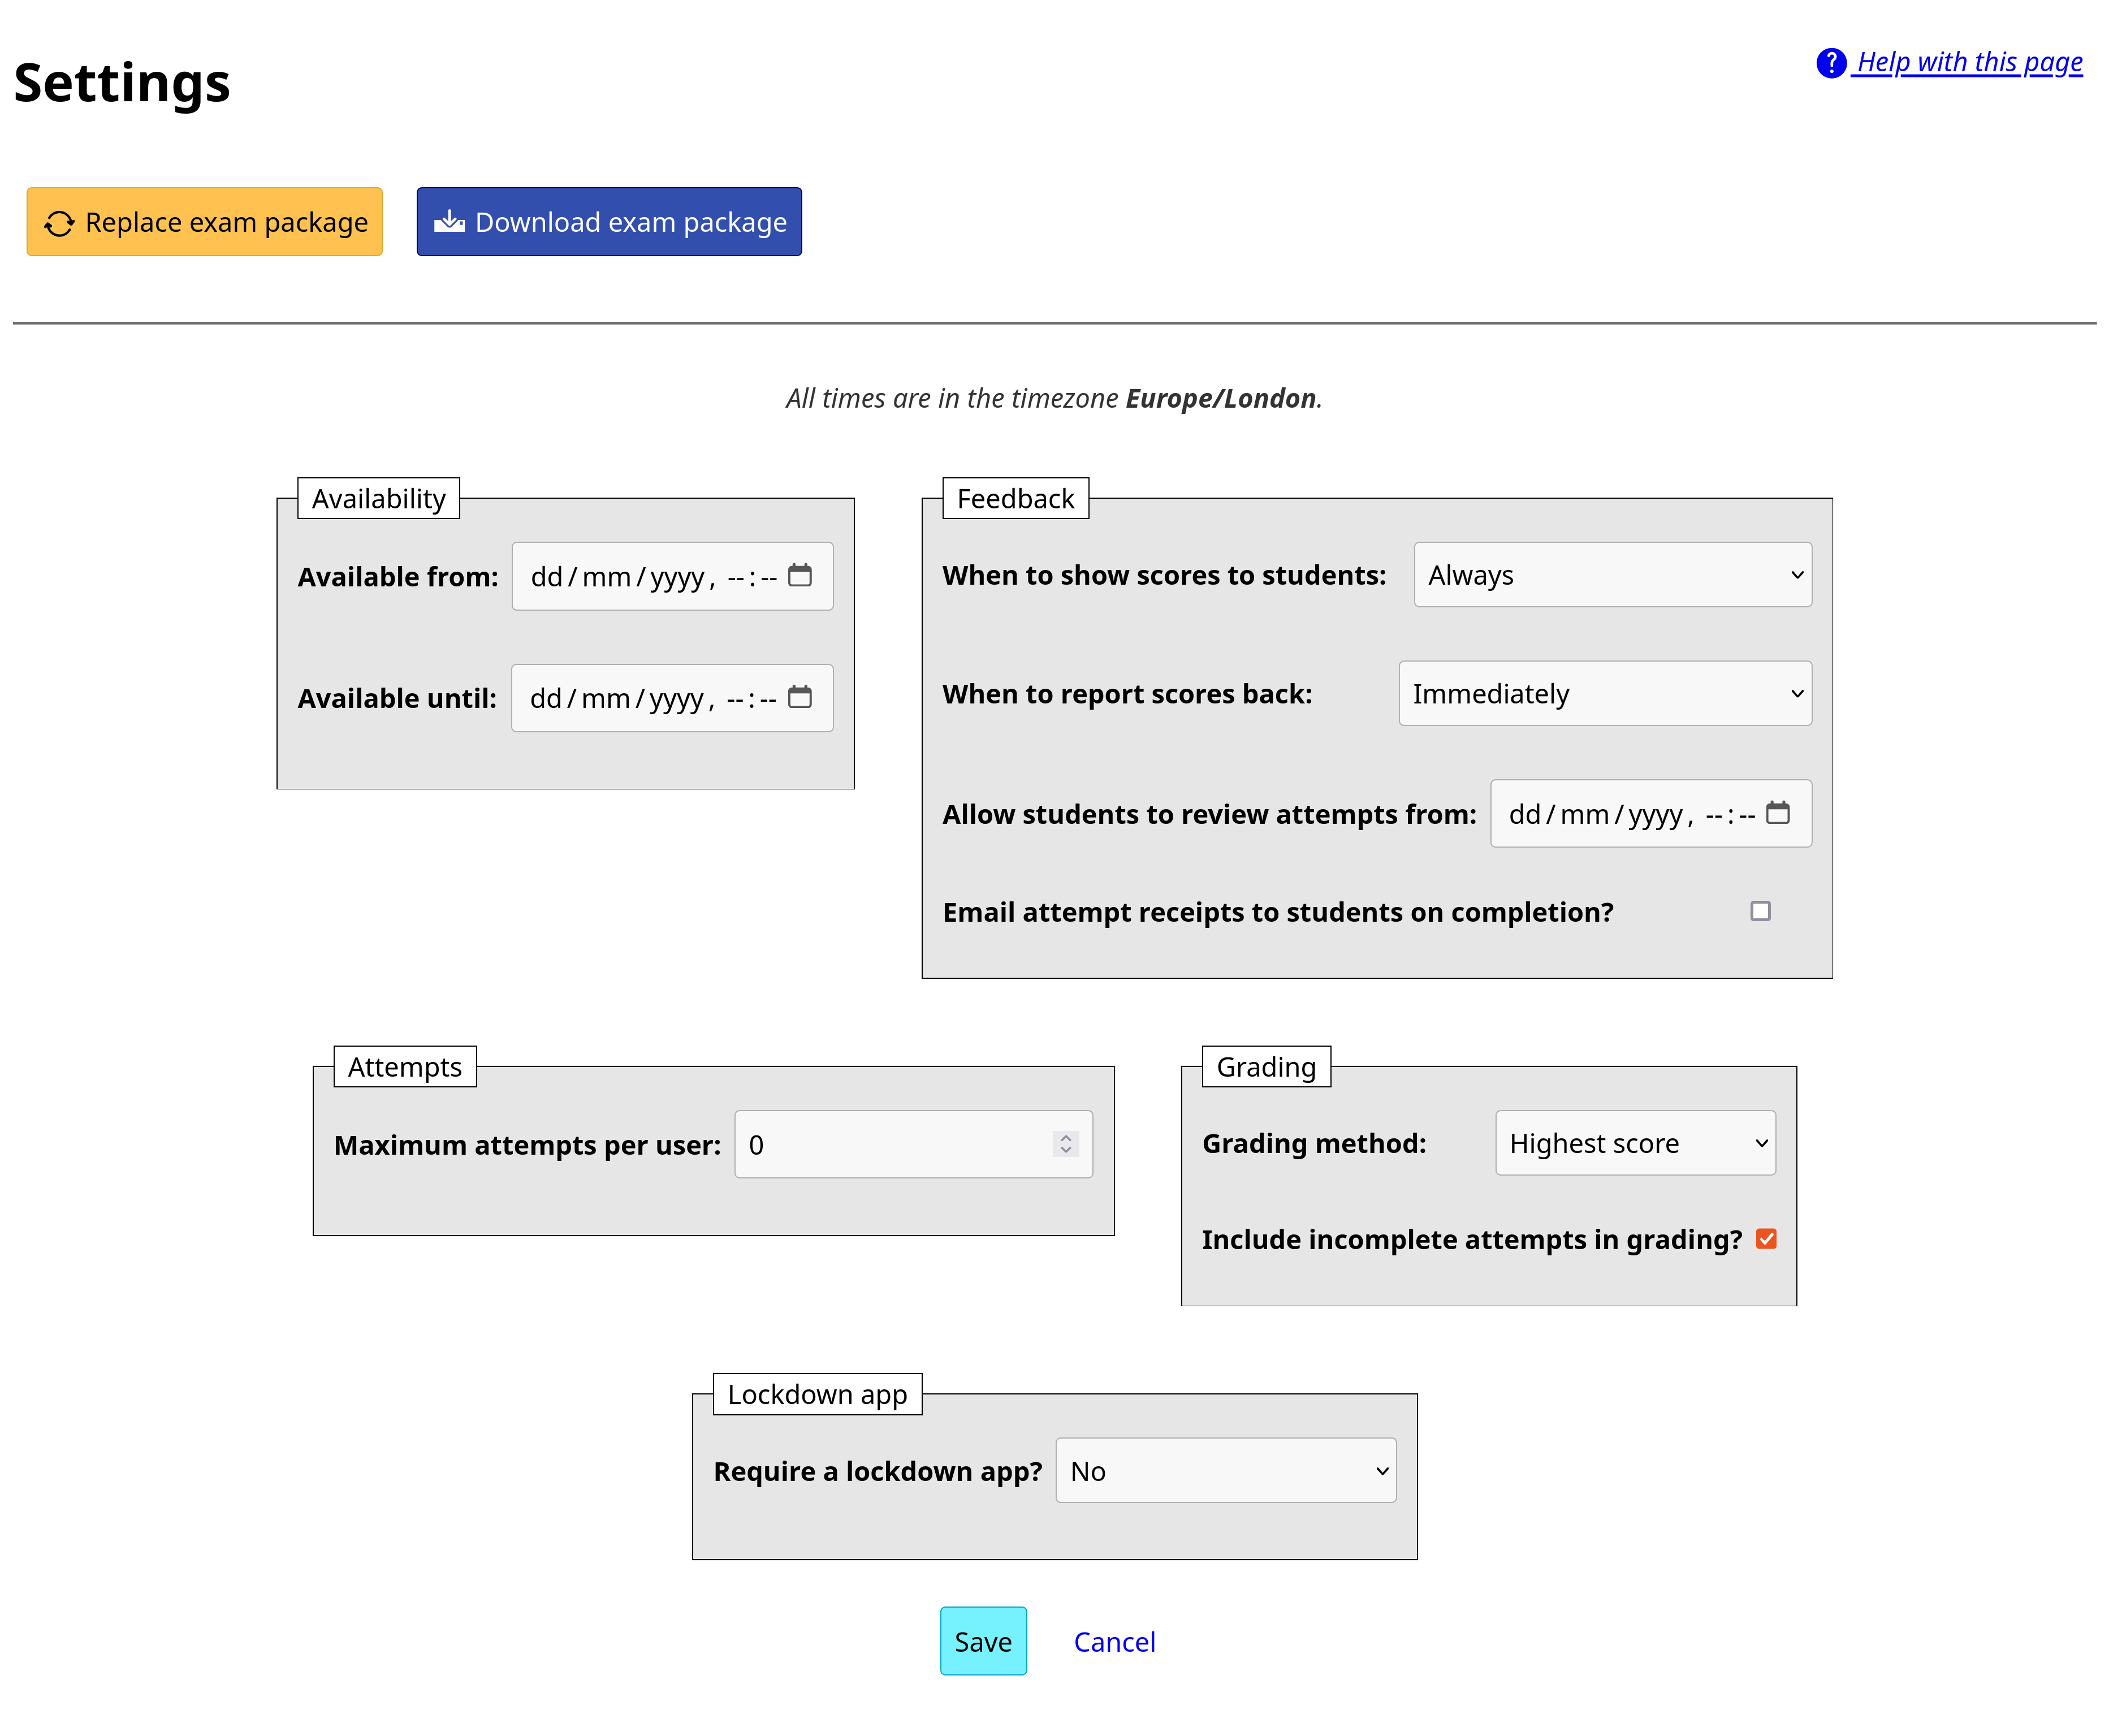 Settings
Help with this page
Replace exam package
Download exam package
All times are in the timezone Europe/London.
Availability
Available from: dd/mm/yyyy, --:--
Available until: dd/mm/yyyy, --:--
Feedback
When to show scores to students: Always
When to report scores back: Immediately
Allow students to review attempts from: dd/mm/yyyy, --:--
Email attempt receipts to students on completion?
Attempts
Maximum attempts per user: 0
Grading
Grading method: Highest score
Include incomplete attempts in grading?
Lockdown app
Require a lockdown app? No
Save
Cancel